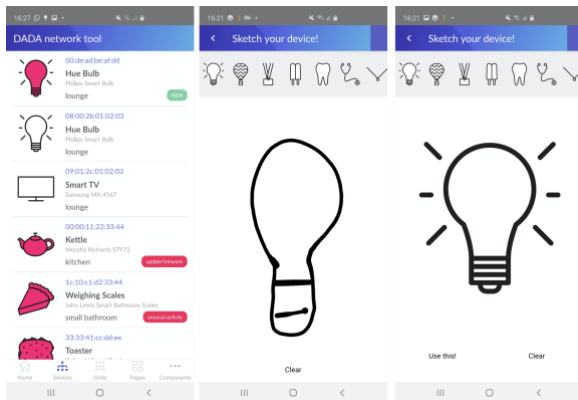 16:27
DADA network tool
00:de:ad:be:af:dd
Hue Bulb
Philips Smart Bulb
lounge
NEW
08:00:2b:01:02:03
Hue Bulb
Philips Smart Bulb
lounge
09:01:2c:01:02:03
Smart TV
Samsung MX-4567
lounge
00:00:11:22:33:44
Kettle
Morphy Richards S7Y72
kitchen
update firmware
1c:10:c1:d2:33:44
Weighing Scales
John Lewis Smart Bathroom Scales
small bathroom
unusual activity
33:33:41:cc:dd:ee
Toaster
Home
Devices
Grids
Pages
Components
16:21
Sketch your device!
Clear
16:21
Sketch your device!
Use this!
Clear